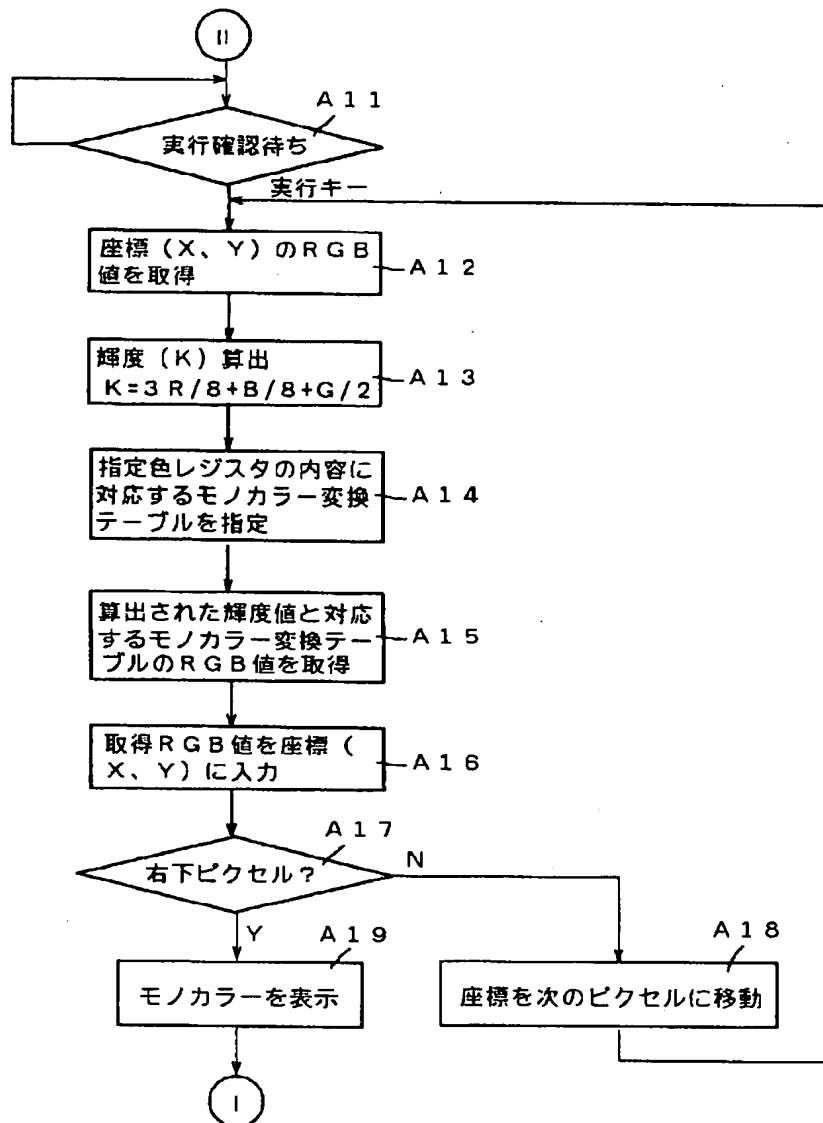 II
A11
実行確認待ち
実行キー
座標(X、Y)のRGB
値を取得
A12
輝度(K)算出
K=3R/8+B/8+G/2
A13
指定色レジスタの内容に
対応するモノカラー変換
テーブルを指定
A14
算出された輝度値と対応
するモノカラー変換テー
ブルのRGB値を取得
A15
取得RGB値を座標(
X、Y)に入力
A16
A17
右下ピクセル?
N
Y
A19
モノカラーを表示
A18
座標を次のピクセルに移動
I